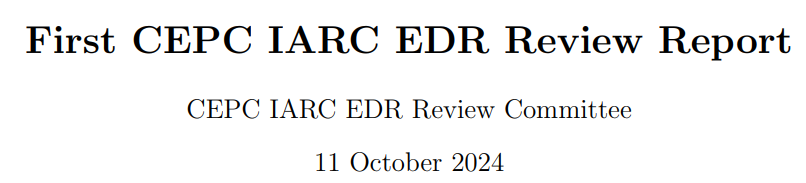 First CEPC IARC EDR Review Report
CEPC IARC EDR Review Committee
11 October 2024